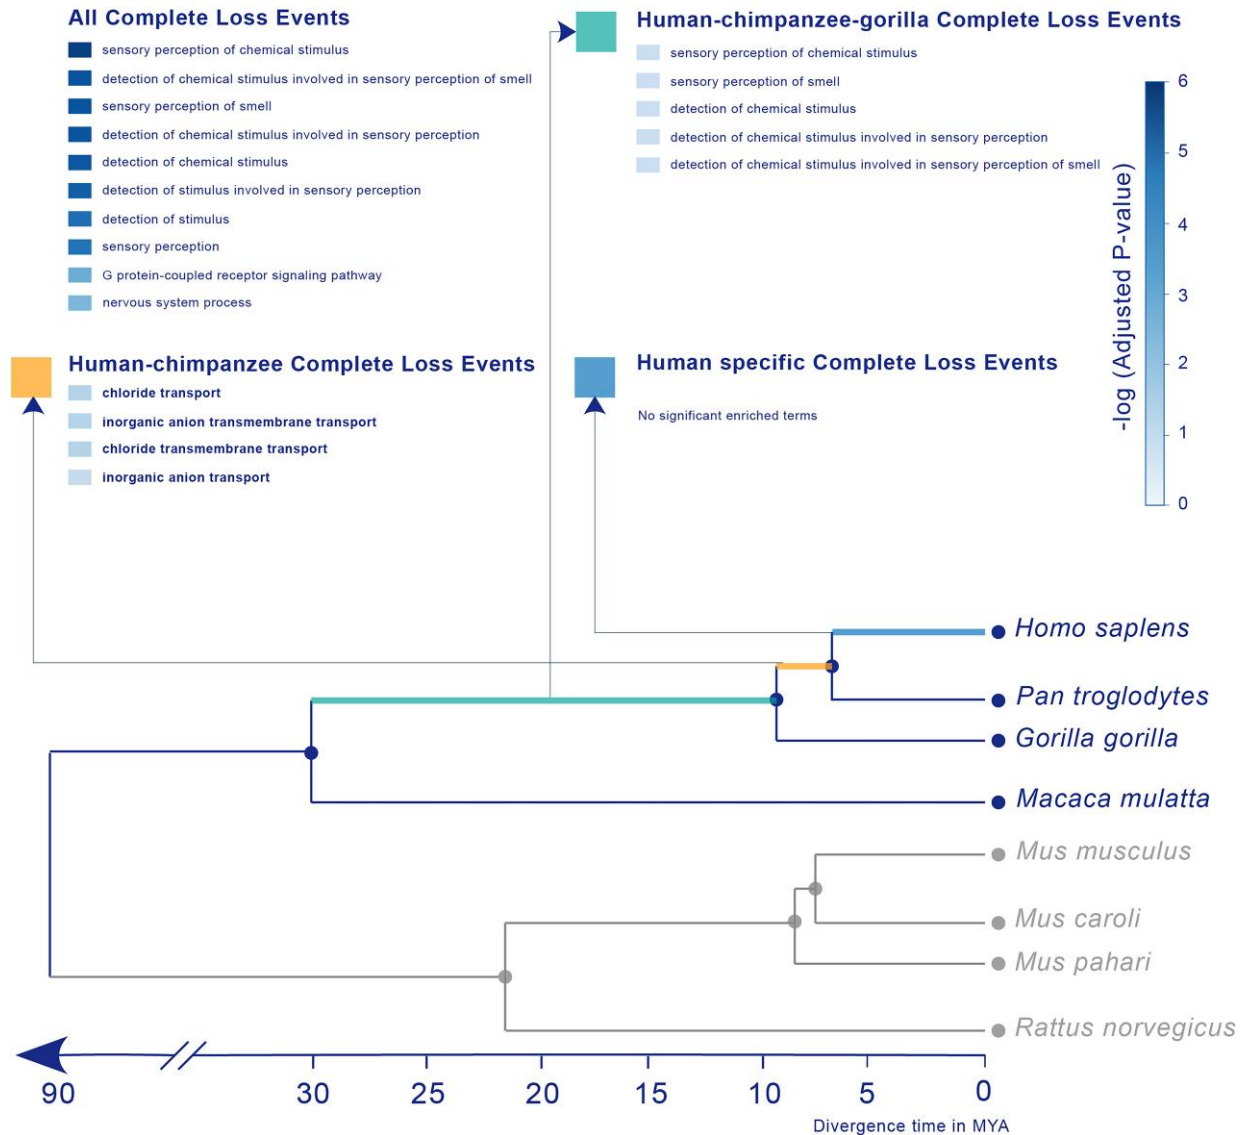 All Complete Loss Events
sensory perception of chemical stimulus
detection of chemical stimulus involved in sensory perception of smell
sensory perception of smell
detection of chemical stimulus involved in sensory perception
detection of chemical stimulus
detection of stimulus involved in sensory perception
detection of stimulus
sensory perception
G protein-coupled receptor signaling pathway
nervous system process
Human-chimpanzee-gorilla Complete Loss Events
sensory perception of chemical stimulus
sensory perception of smell
detection of chemical stimulus
detection of chemical stimulus involved in sensory perception
detection of chemical stimulus involved in sensory perception of smell
6
5
4
3
2
1
0
-log (Adjusted P-value)
Human-chimpanzee Complete Loss Events
chloride transport
inorganic anion transmembrane transport
chloride transmembrane transport
inorganic anion transport
Human specific Complete Loss Events
No significant enriched terms
Homo saplens
Pan troglodytes
Gorilla gorilla
Macaca mulatta
Mus musculus
Mus caroli
Mus pahari
Rattus norvegicus
90 30 25 20 15 10 5 0
Divergence time in MYA